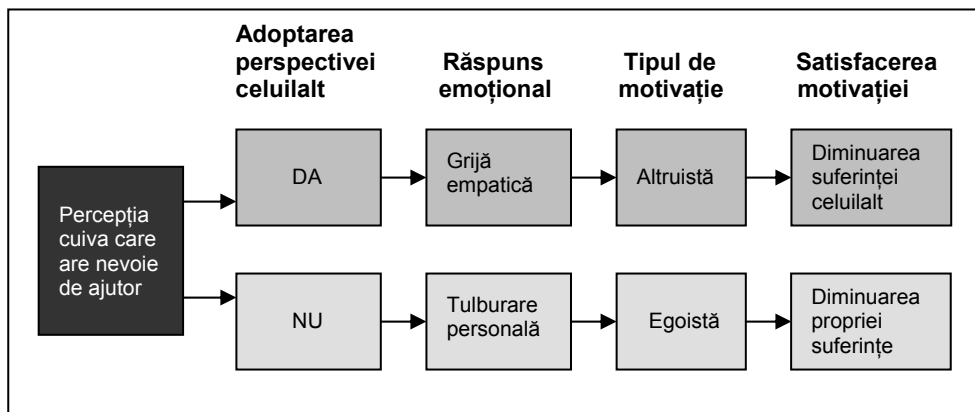 Adoptarea
perspectivei
celuilalt
Răspuns
emoțional
Tipul de
motivație
Satisfacerea
motivației
Percepția
cuiva care
are nevoie
de ajutor
DA
Grijă
empatică
Altruistă
Diminuarea
suferinței
celuilalt
NU
Tulburare
personală
Egoistă
Diminuarea
propriei
suferințe